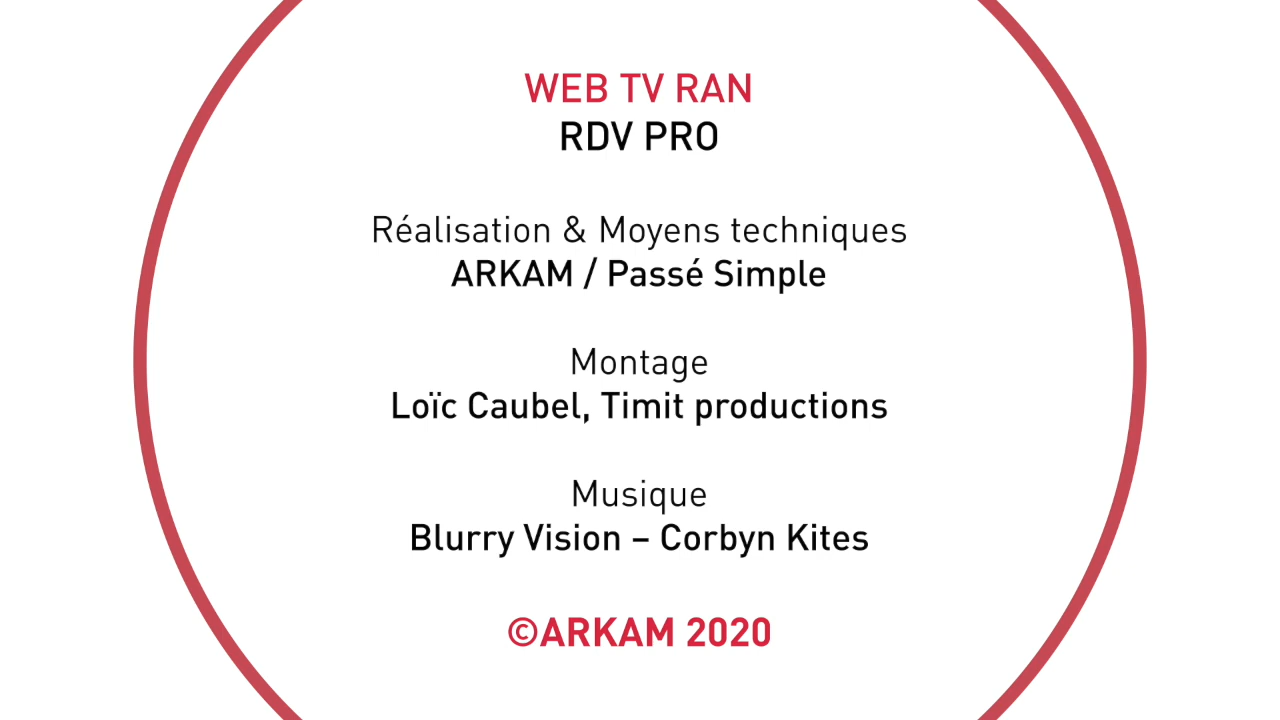 WEB TV RAN
RDV PRO
Réalisation & Moyens techniques
ARKAM / Passé Simple
Montage
Loïc Caubel, Timit productions
Musique
Blurry Vision – Corbyn Kites
©ARKAM 2020